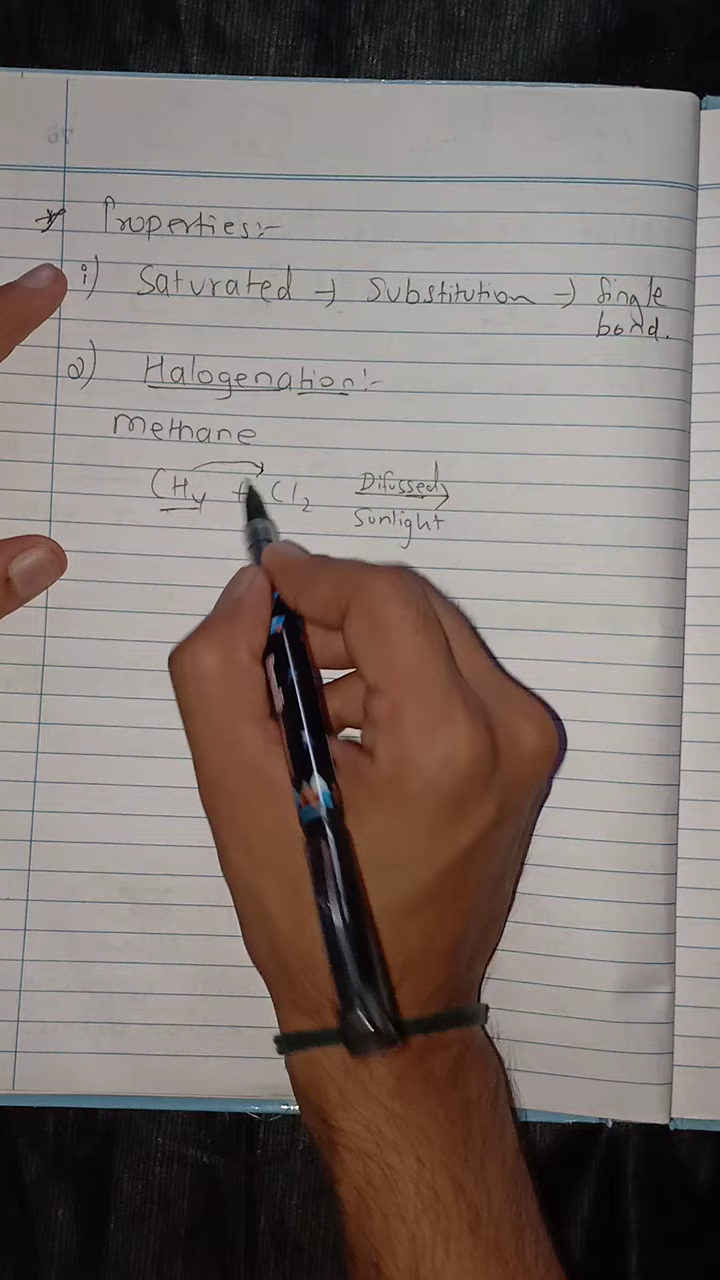 * Properties:-
i) Saturated → Substitution → Single bond.
2) Halogenation:-
Methane
CH4 + Cl2 Difussed→ Sunlight